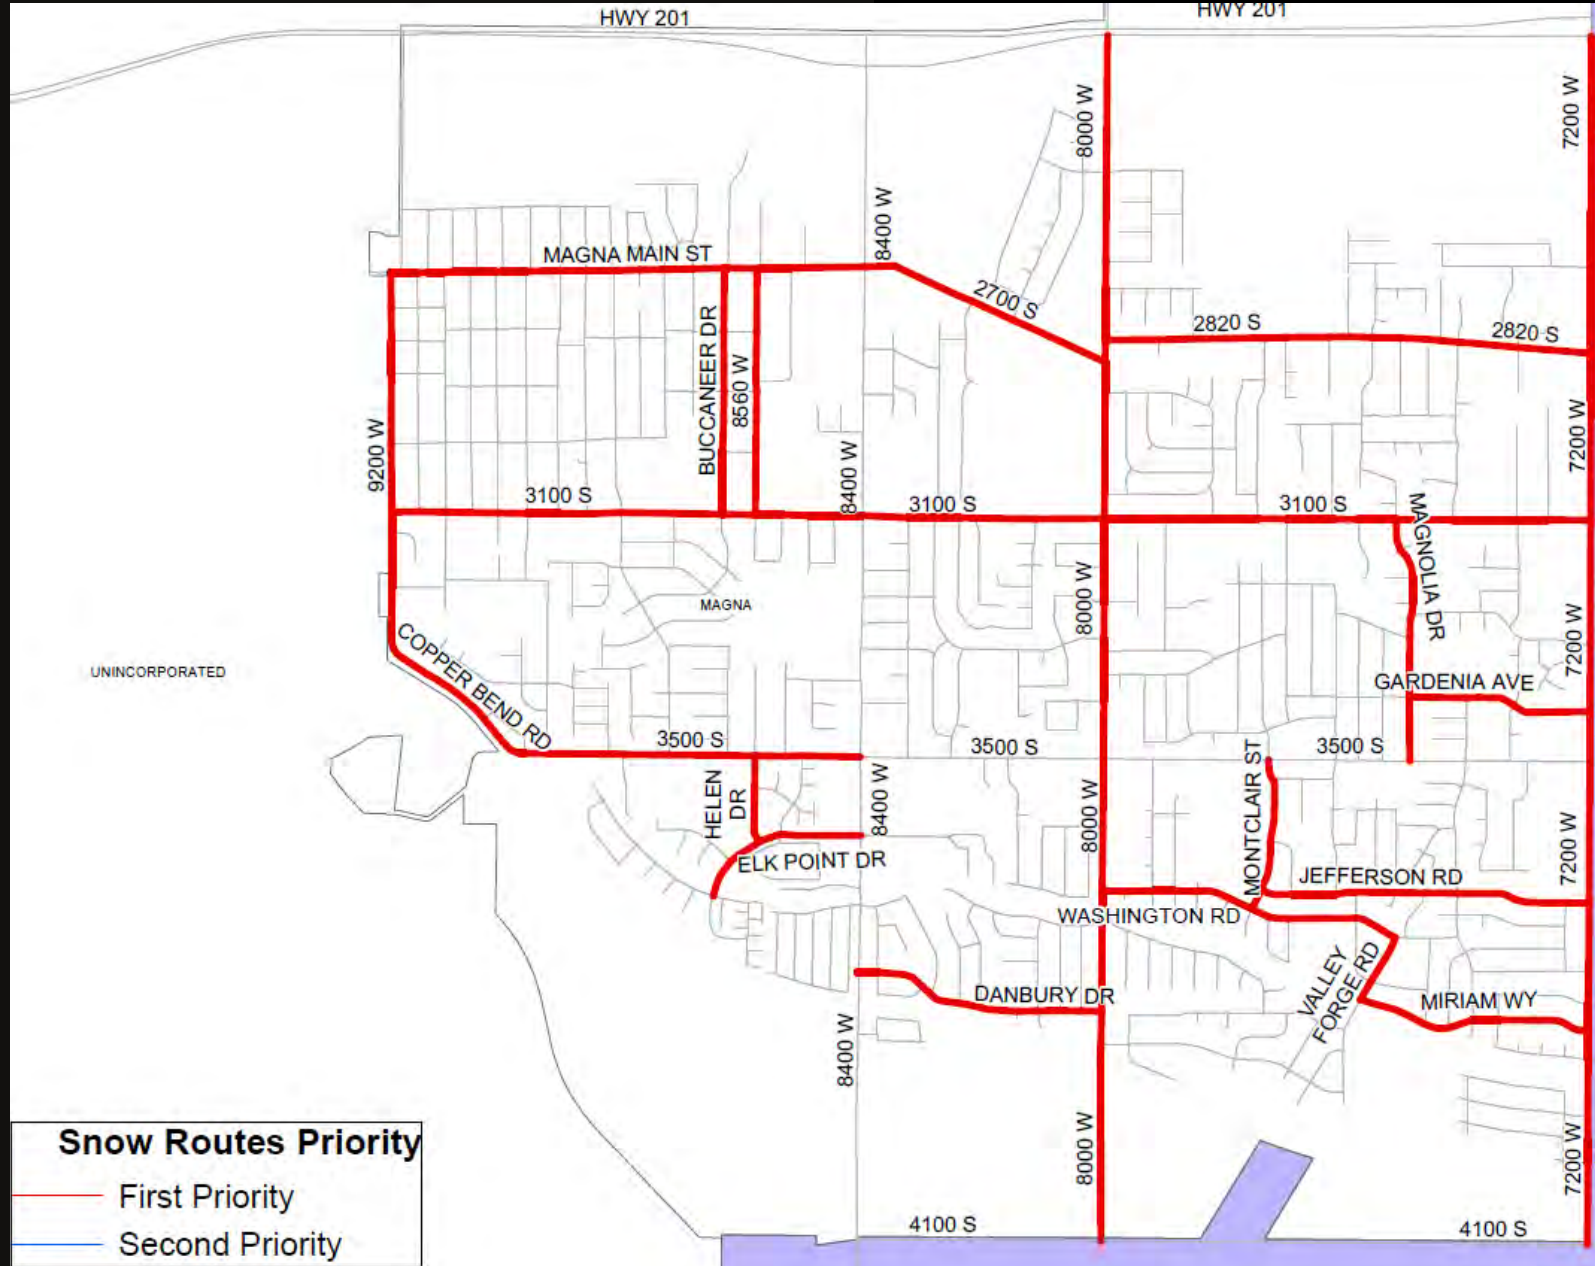 HWY 201
HWY 201
8000 W
7200 W
8400 W
MAGNA MAIN ST
2700 S
2820 S
2820 S
BUCCANEER DR
8560 W
9200 W
8400 W
7200 W
3100 S
3100 S
3100 S
MAGNOLIA DR
8000 W
MAGNA
7200 W
COPPER BEND RD
UNINCORPORATED
GARDENIA AVE
3500 S
3500 S
3500 S
HELEN
DR
8400 W
8000 W
MONTCLAIR ST
7200 W
ELK POINT DR
JEFFERSON RD
WASHINGTON RD
VALLEY
FORGE RD
DANBURY DR
MIRIAM WY
8400 W
8000 W
7200 W
4100 S
4100 S
Snow Routes Priority
First Priority
Second Priority